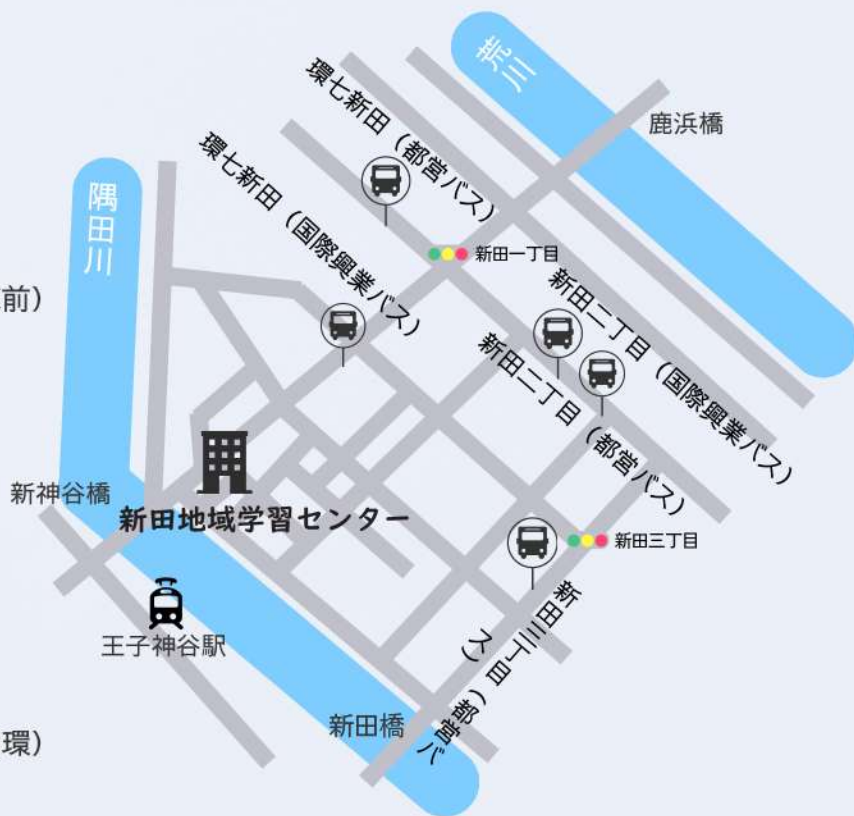 荒川
鹿浜橋
環七新田（都営バス）
環七新田（国際興業バス）
隅田川
新田一丁目
前）
新田二丁目（国際興業バス）
新田二丁目（都営バス）
新神谷橋
新田地域学習センター
新田三丁目
新田三丁目（都営バ
ス）
王子神谷駅
新田橋
環）